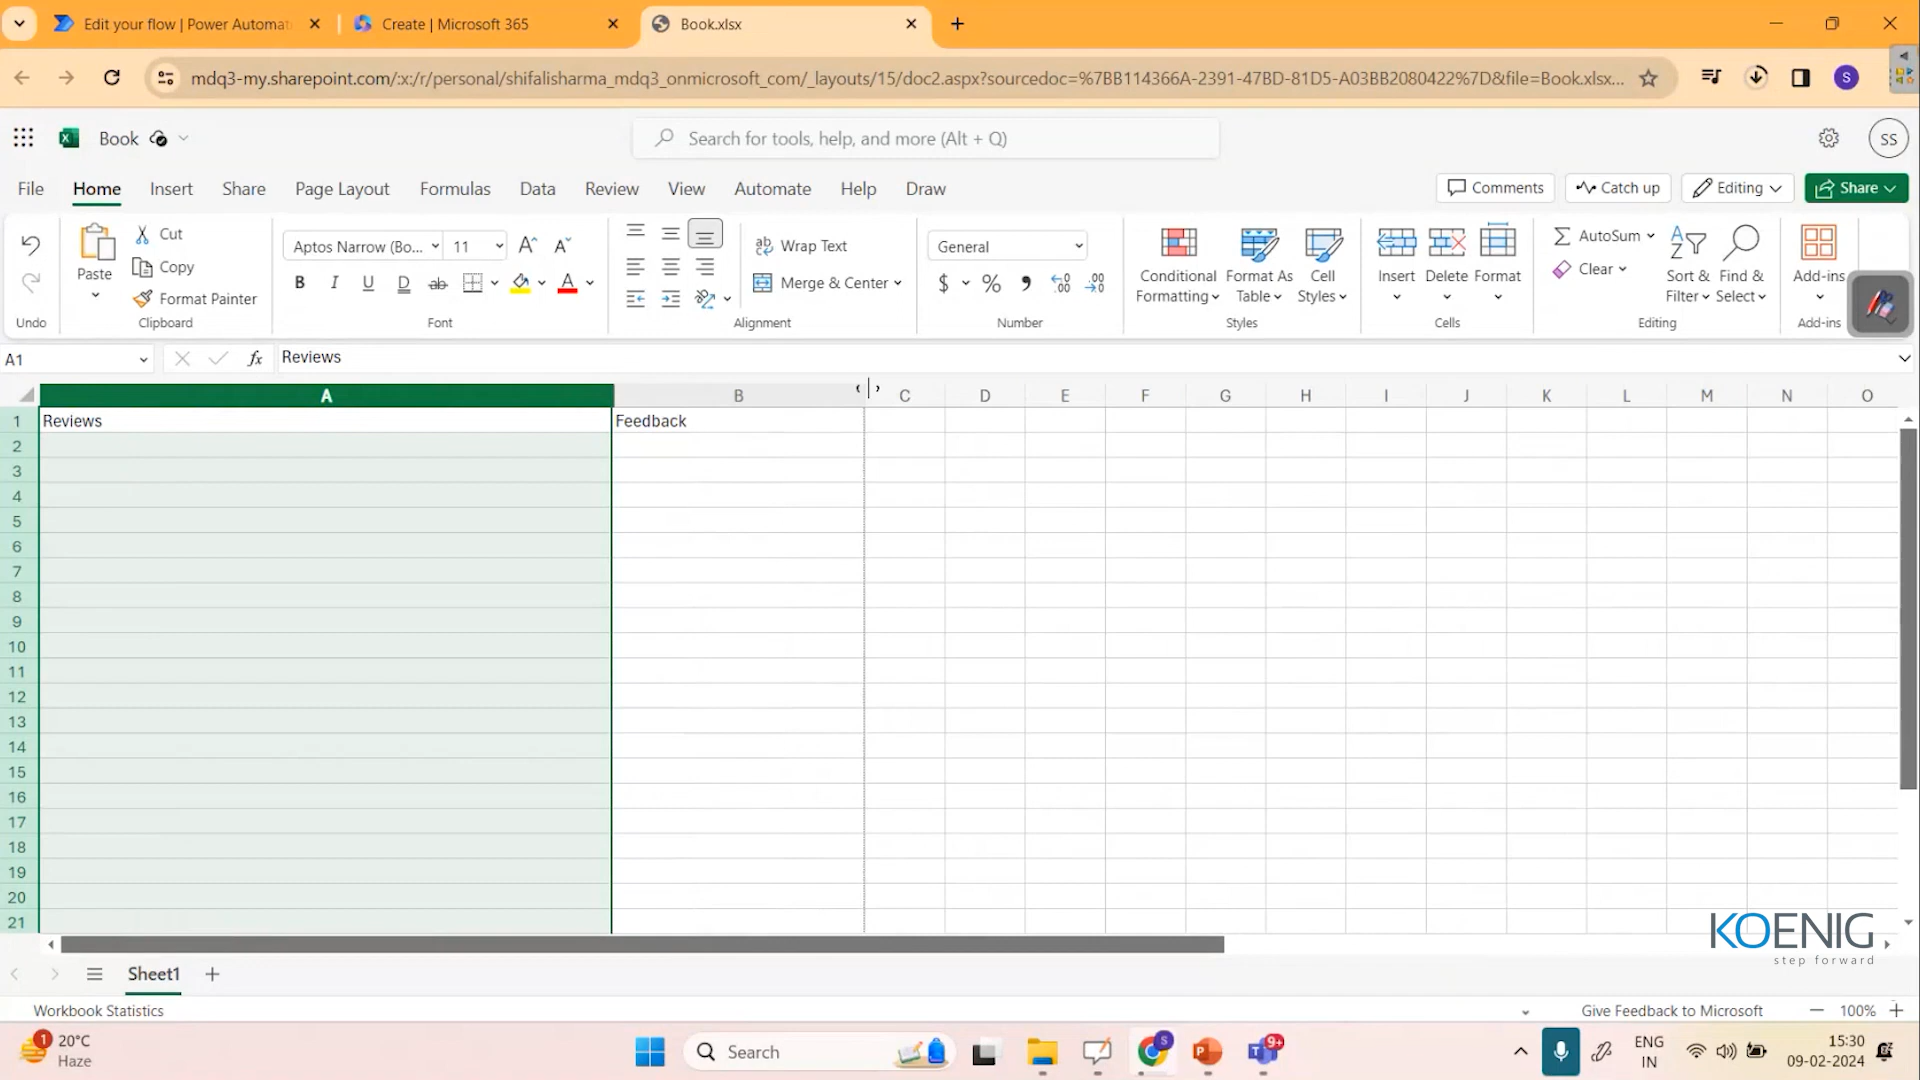 Edit your flow | Power Automat
Create | Microsoft 365
Book.xlsx
mdq3-my.sharepoint.com/:x:/r/personal/shifalisharma_mdq3_onmicrosoft_com/_layouts/15/doc2.aspx?sourcedoc=%7BB114366A-2391-47BD-81D5-A03BB2080422%7D&file=Book.xlsx...
S
Book
Search for tools, help, and more (Alt + Q)
SS
File Home Insert Share Page Layout Formulas Data Review View Automate Help Draw
Comments Catch up Editing Share
Paste Cut Copy Format Painter
Aptos Narrow (Bo... 11
B I U D ab A
Wrap Text
Merge & Center
General
$ % 9
Conditional Formatting
Format As Table
Cell Styles
Insert Delete Format
AutoSum
Clear
Sort & Filter
Find & Select
Add-ins
Undo Clipboard Font Alignment Number Styles Cells Editing Add-ins
A1 fx Reviews
A B C D E F G H I J K L M N O
1 Reviews Feedback
2
3
4
5
6
7
8
9
10
11
12
13
14
15
16
17
18
19
20
21
KOENIG
step forward
Sheet1
Workbook Statistics
Give Feedback to Microsoft 100%
1
20°C
Haze
Search
S
9+
ENG
IN
15:30
09-02-2024